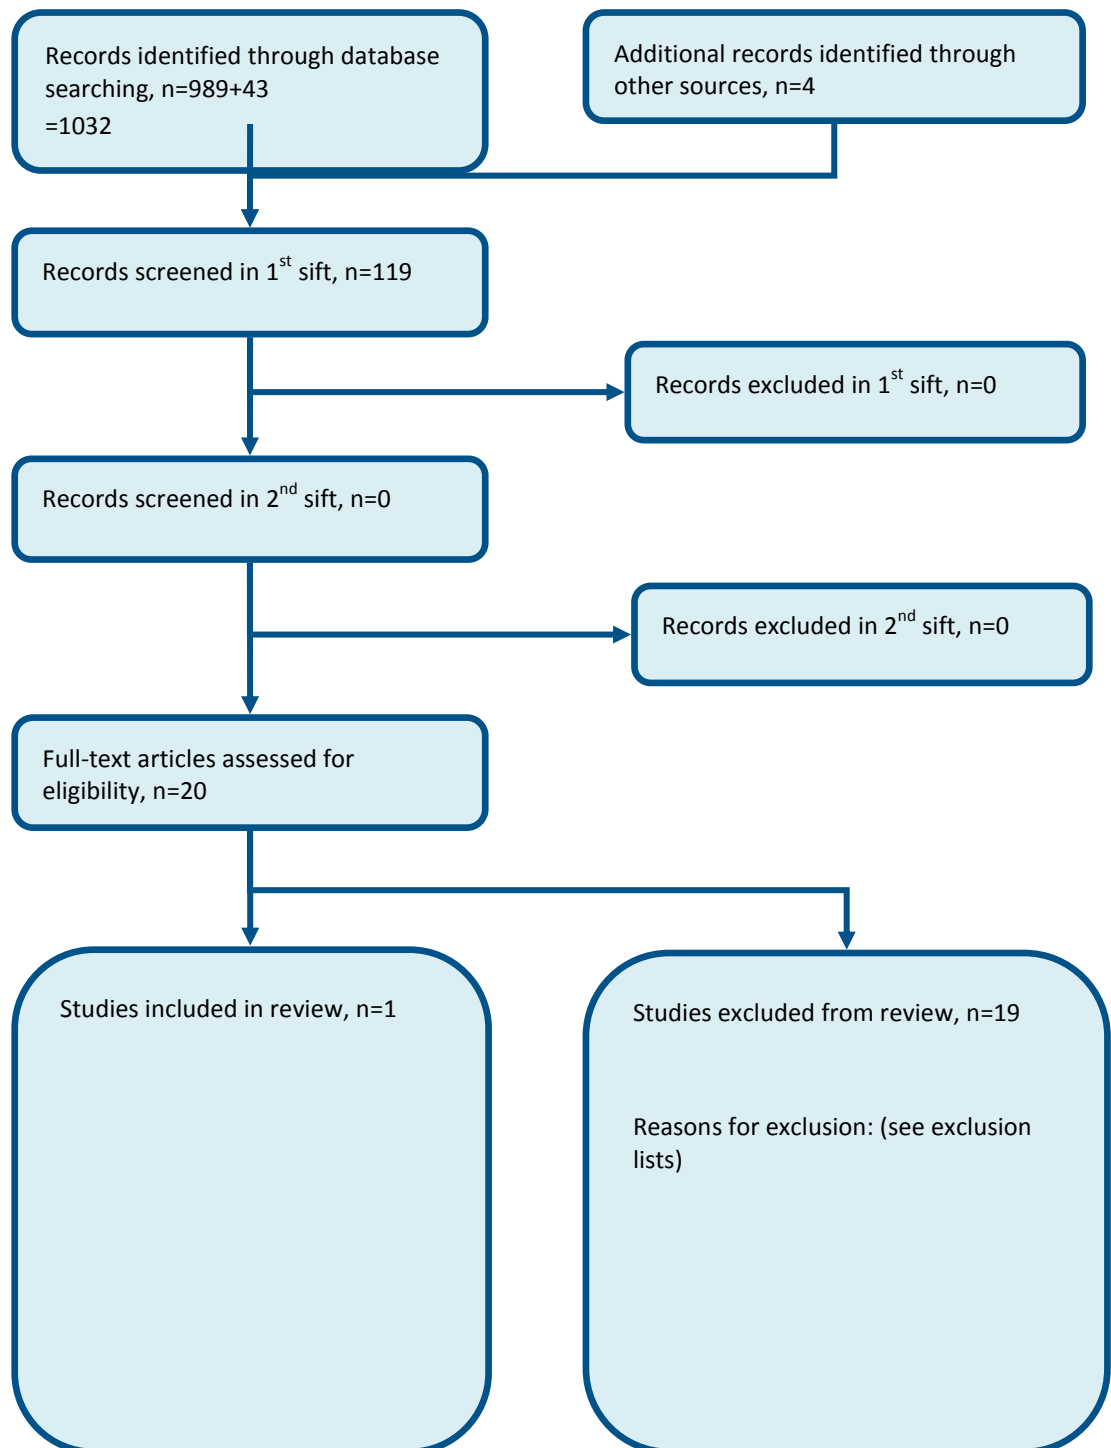 Records identified through database
searching, n=989+43
=1032
Additional records identified through
other sources, n=4
Records screened in 1st sift, n=119
Records excluded in 1st sift, n=0
Records screened in 2nd sift, n=0
Records excluded in 2nd sift, n=0
Full-text articles assessed for
eligibility, n=20
Studies included in review, n=1
Studies excluded from review, n=19
Reasons for exclusion: (see exclusion
lists)